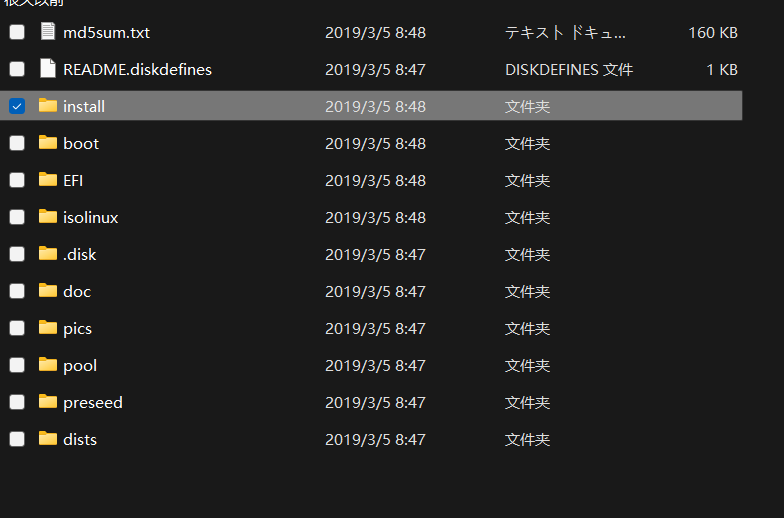 很久以前
md5sum.txt 2019/3/5 8:48 テキスト ドキュ... 160 KB
README.diskdefines 2019/3/5 8:47 DISKDEFINES 文件 1 KB
install 2019/3/5 8:48 文件夹
boot 2019/3/5 8:48 文件夹
EFI 2019/3/5 8:48 文件夹
isolinux 2019/3/5 8:48 文件夹
.disk 2019/3/5 8:47 文件夹
doc 2019/3/5 8:47 文件夹
pics 2019/3/5 8:47 文件夹
pool 2019/3/5 8:47 文件夹
preseed 2019/3/5 8:47 文件夹
dists 2019/3/5 8:47 文件夹